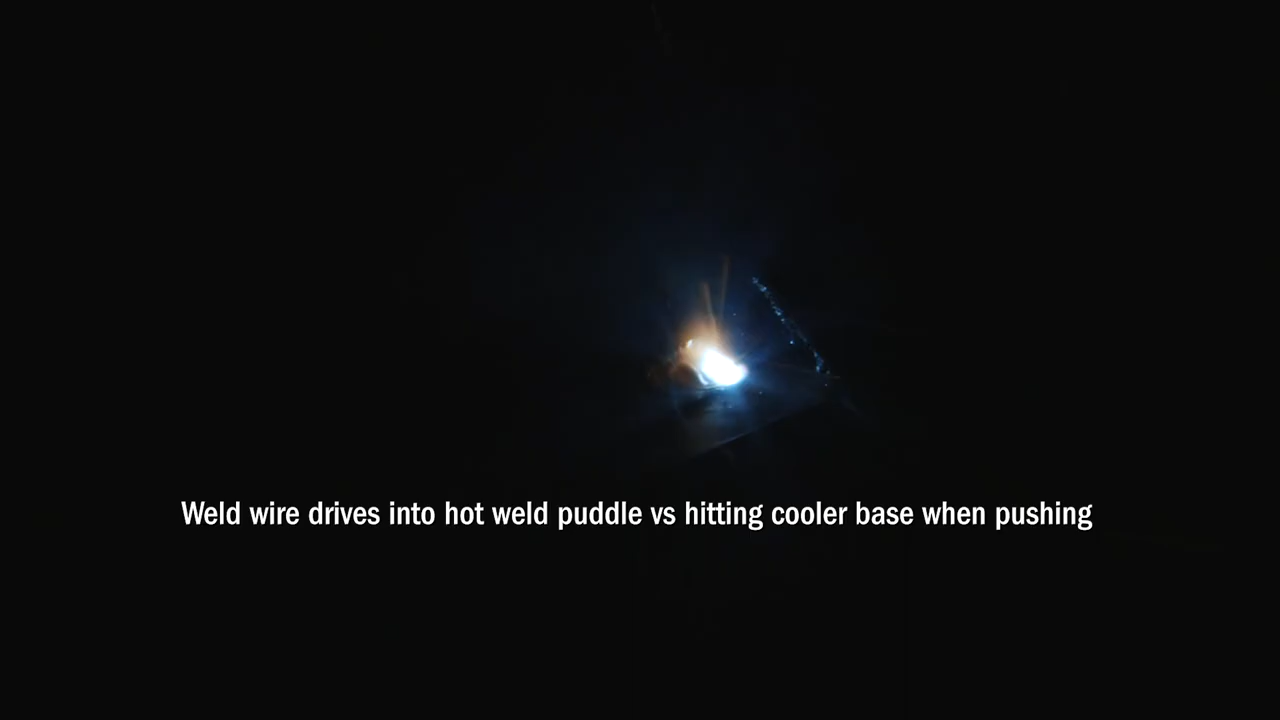 Weld wire drives into hot weld puddle vs hitting cooler base when pushing